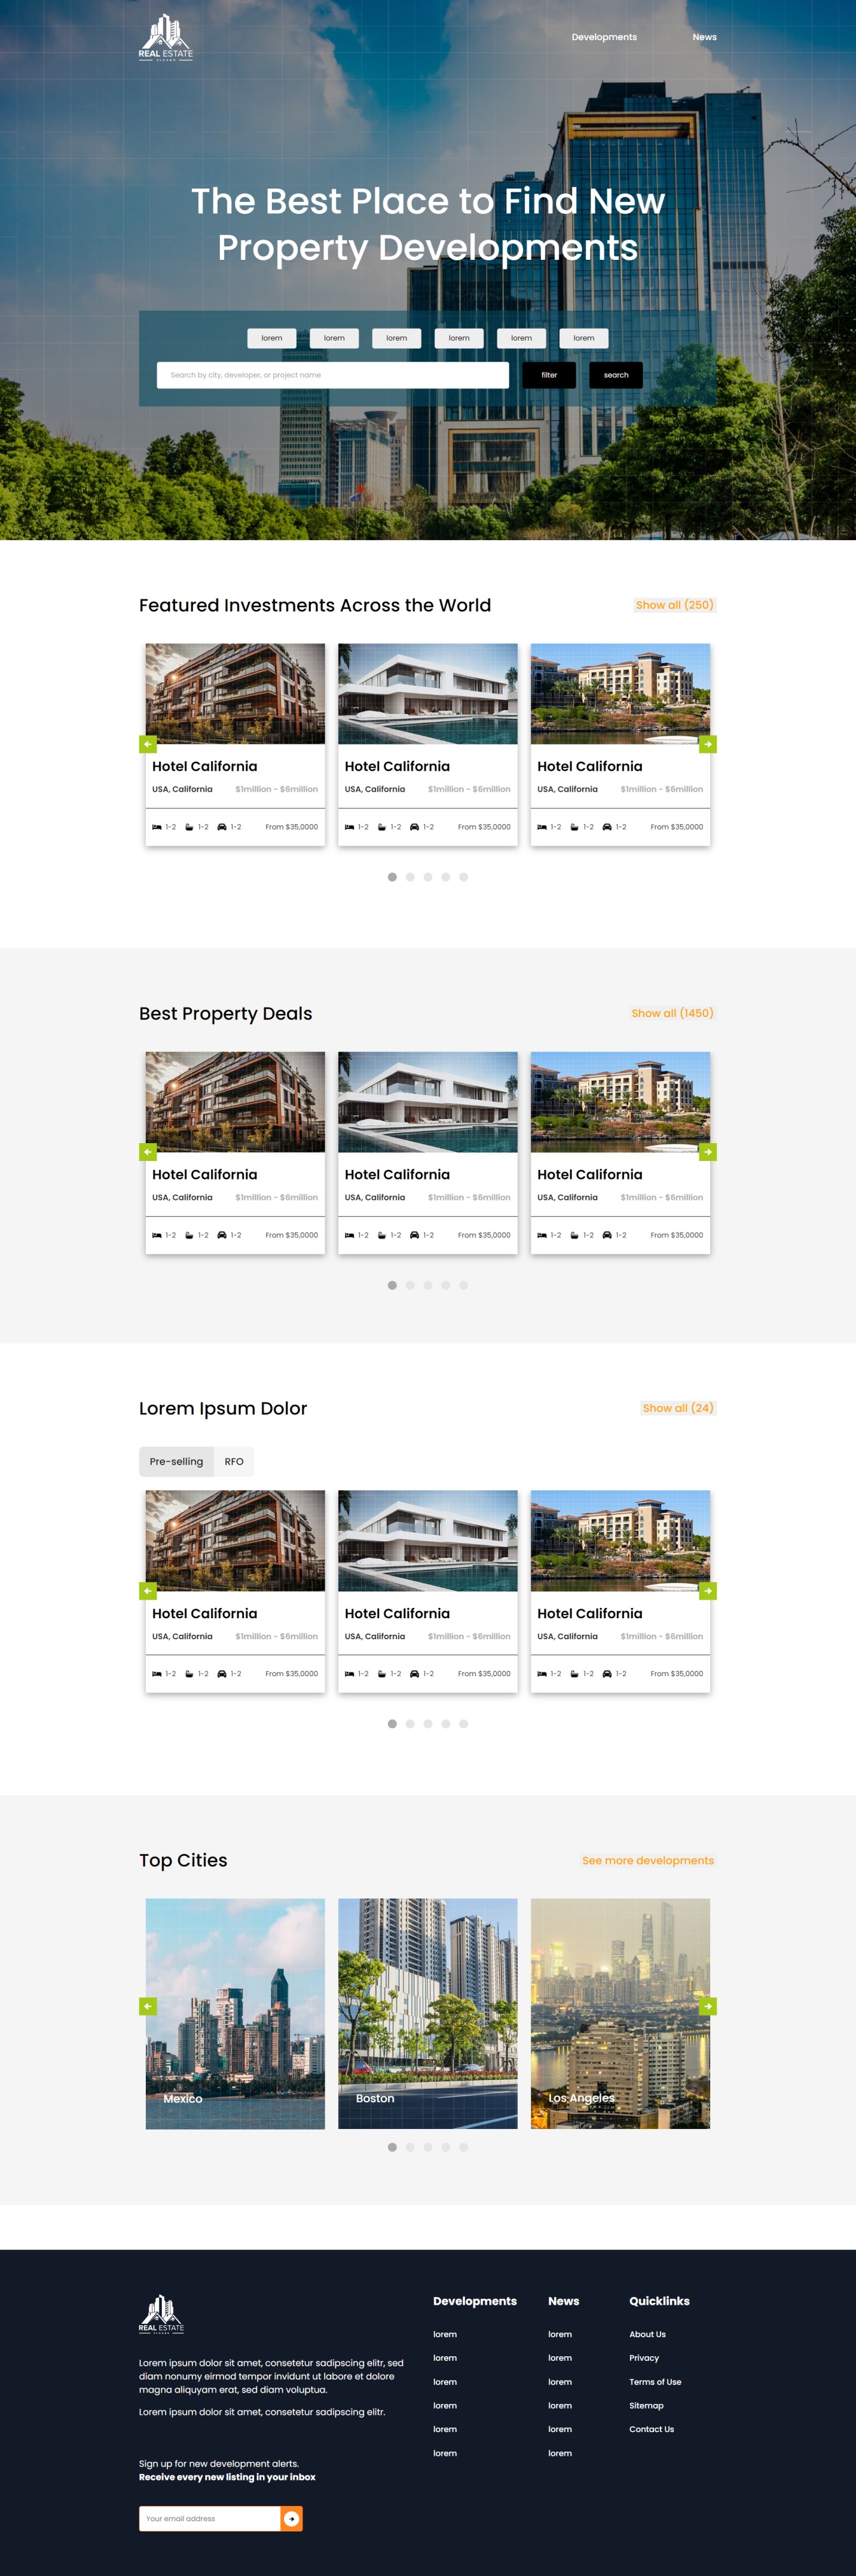 REAL ESTATE
Developments
News
The Best Place to Find New
Property Developments
lorem lorem lorem lorem lorem lorem
Search by city, developer, or project name
filter
search
Featured Investments Across the World
Show all (250)
Hotel California
USA, California $1million - $6million
1-2 1-2 1-2 From $35,0000
Hotel California
USA, California $1million - $6million
1-2 1-2 1-2 From $35,0000
Hotel California
USA, California $1million - $6million
1-2 1-2 1-2 From $35,0000
Best Property Deals
Show all (1450)
Hotel California
USA, California $1million - $6million
1-2 1-2 1-2 From $35,0000
Hotel California
USA, California $1million - $6million
1-2 1-2 1-2 From $35,0000
Hotel California
USA, California $1million - $6million
1-2 1-2 1-2 From $35,0000
Lorem Ipsum Dolor
Show all (24)
Pre-selling RFO
Hotel California
USA, California $1million - $6million
1-2 1-2 1-2 From $35,0000
Hotel California
USA, California $1million - $6million
1-2 1-2 1-2 From $35,0000
Hotel California
USA, California $1million - $6million
1-2 1-2 1-2 From $35,0000
Top Cities
See more developments
Mexico
Boston
Los Angeles
REAL ESTATE
Lorem ipsum dolor sit amet, consetetur sadipscing elitr, sed
diam nonumy eirmod tempor invidunt ut labore et dolore
magna aliquyam erat, sed diam voluptua.
Lorem ipsum dolor sit amet, consetetur sadipscing elitr.
Sign up for new development alerts.
Receive every new listing in your inbox
Your email address
Developments
lorem
lorem
lorem
lorem
lorem
lorem
News
lorem
lorem
lorem
lorem
lorem
lorem
Quicklinks
About Us
Privacy
Terms of Use
Sitemap
Contact Us